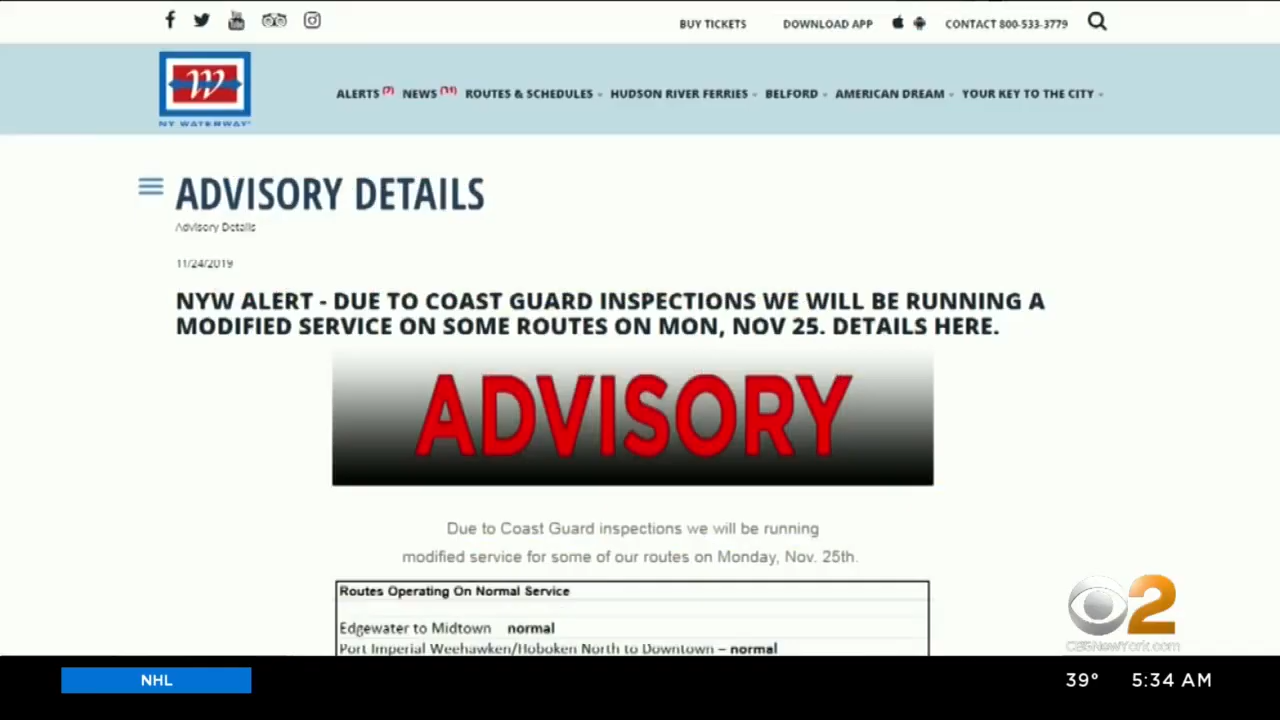 BUY TICKETS DOWNLOAD APP CONTACT 800-533-3779
W
NY WATERWAY
ALERTS (7) NEWS (11) ROUTES & SCHEDULES HUDSON RIVER FERRIES BELFORD AMERICAN DREAM YOUR KEY TO THE CITY
ADVISORY DETAILS
Advisory Details
11/24/2019
NYW ALERT - DUE TO COAST GUARD INSPECTIONS WE WILL BE RUNNING A
MODIFIED SERVICE ON SOME ROUTES ON MON, NOV 25. DETAILS HERE.
ADVISORY
Due to Coast Guard inspections we will be running
modified service for some of our routes on Monday, Nov. 25th.
Routes Operating On Normal Service
Edgewater to Midtown normal
Port Imperial Weehawken/Hoboken North to Downtown – normal
2
CBSNewYork.com
NHL 39° 5:34 AM